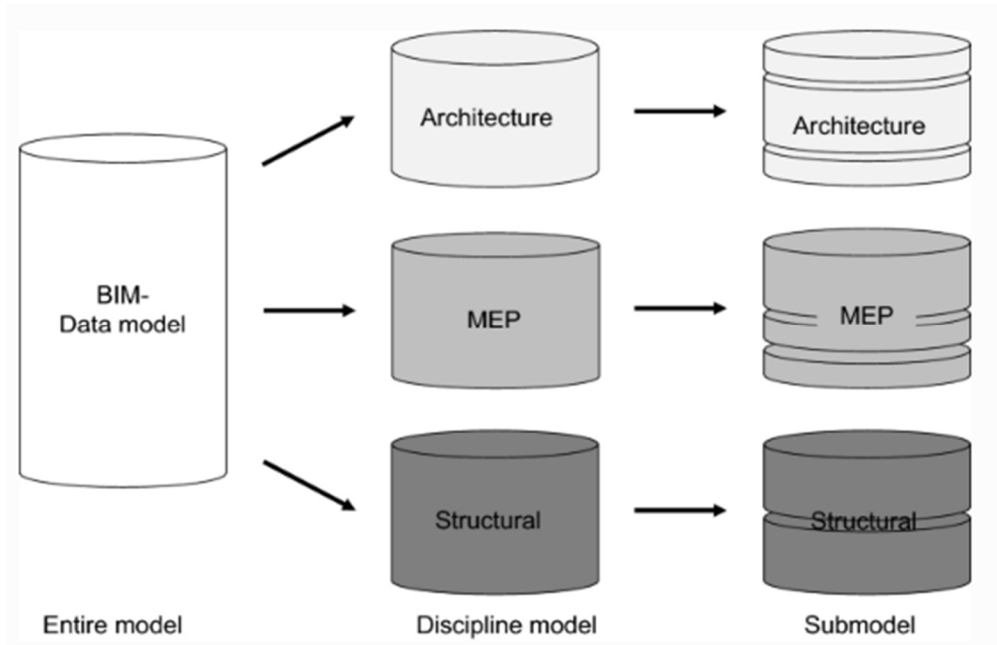 Architecture
Architecture
BIM-
Data model
MEP
MEP
Structural
Structural
Entire model
Discipline model
Submodel